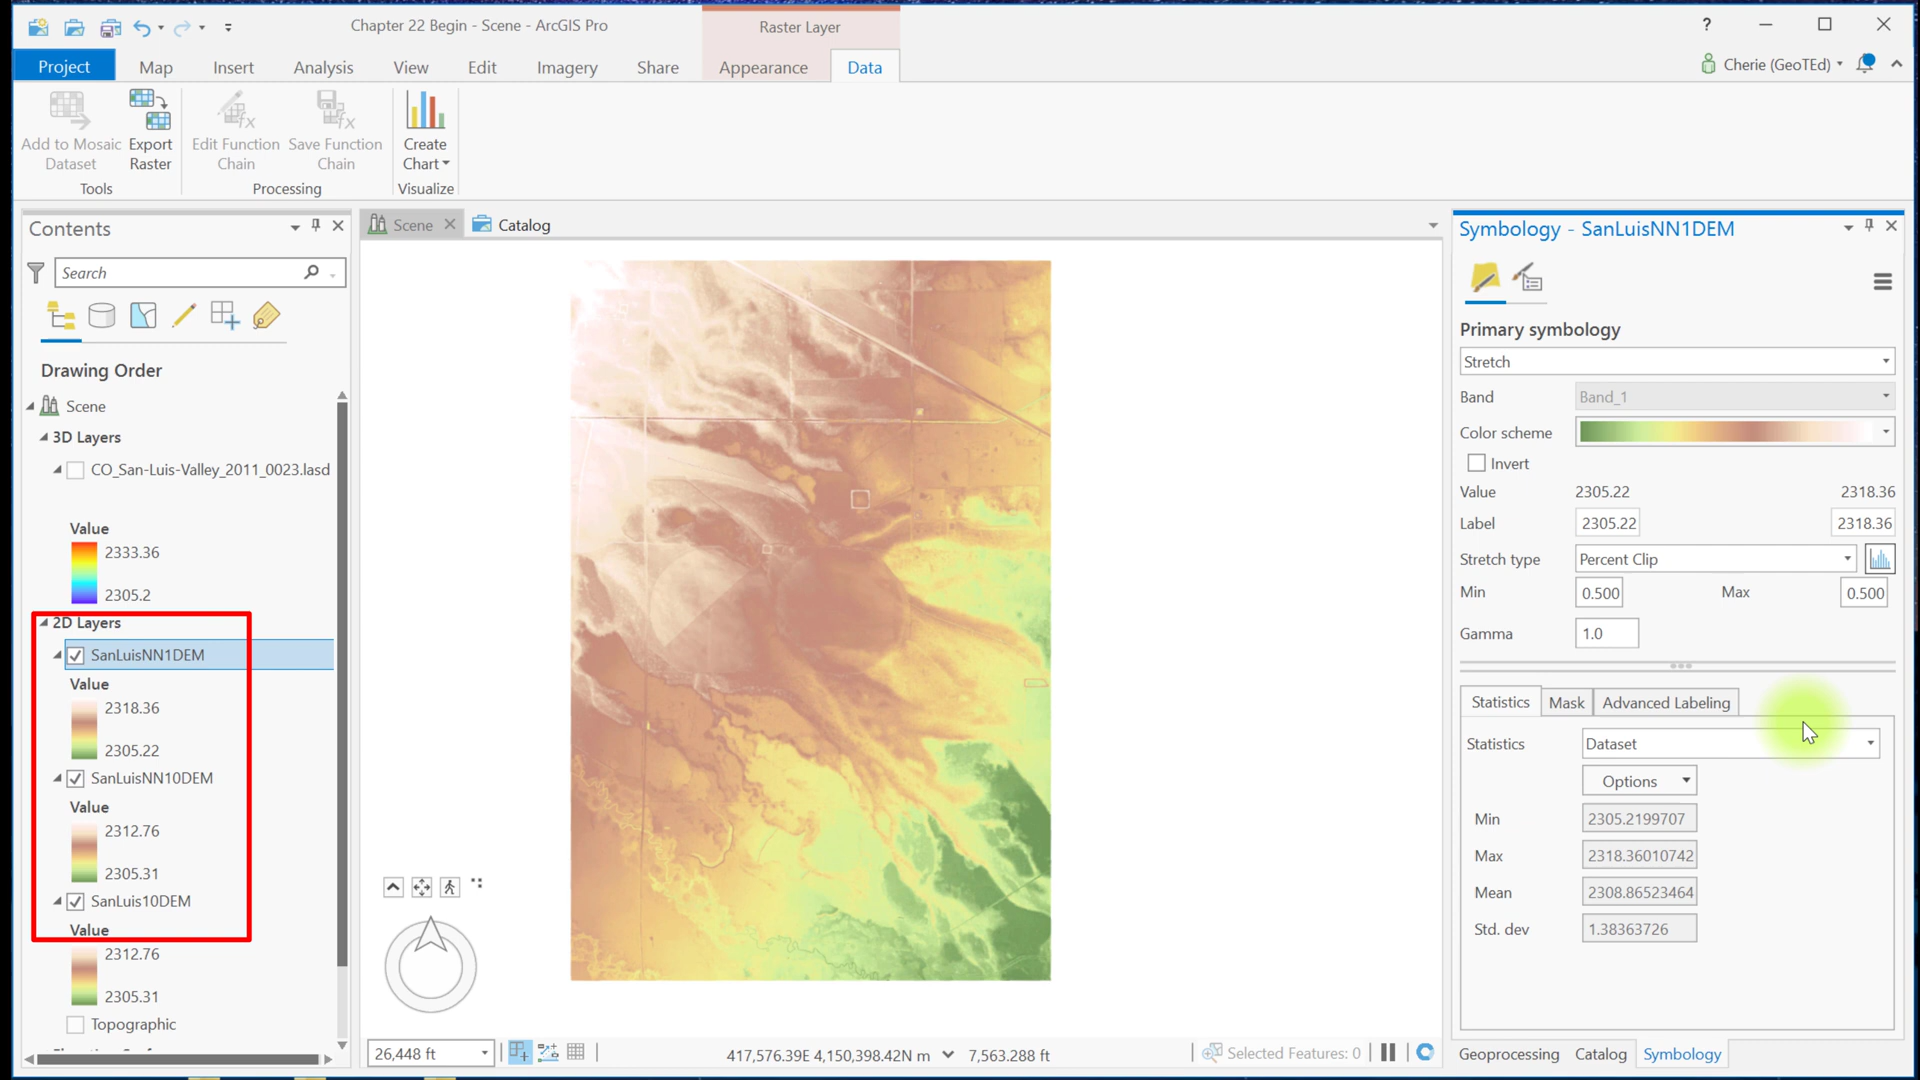 Chapter 22 Begin - Scene - ArcGIS Pro
Raster Layer
?
Project
Map
Insert
Analysis
View
Edit
Imagery
Share
Appearance
Data
Cherie (GeoTEd)
Add to Mosaic
Dataset
Export
Raster
Edit Function
Chain
Save Function
Chain
Create
Chart
Tools
Processing
Visualize
Contents
Search
Drawing Order
Scene
3D Layers
CO_San-Luis-Valley_2011_0023.lasd
Value
2333.36
2305.2
2D Layers
SanLuisNN1DEM
Value
2318.36
2305.22
SanLuisNN10DEM
Value
2312.76
2305.31
SanLuis10DEM
Value
2312.76
2305.31
Topographic
Scene
Catalog
26,448 ft
417,576.39E 4,150,398.42N m
7,563.288 ft
Selected Features: 0
Symbology - SanLuisNN1DEM
Primary symbology
Stretch
Band
Band_1
Color scheme
Invert
Value 2305.22 2318.36
Label 2305.22 2318.36
Stretch type Percent Clip
Min 0.500 Max 0.500
Gamma 1.0
Statistics
Mask
Advanced Labeling
Statistics Dataset
Options
Min 2305.2199707
Max 2318.36010742
Mean 2308.86523464
Std. dev 1.38363726
Geoprocessing
Catalog
Symbology